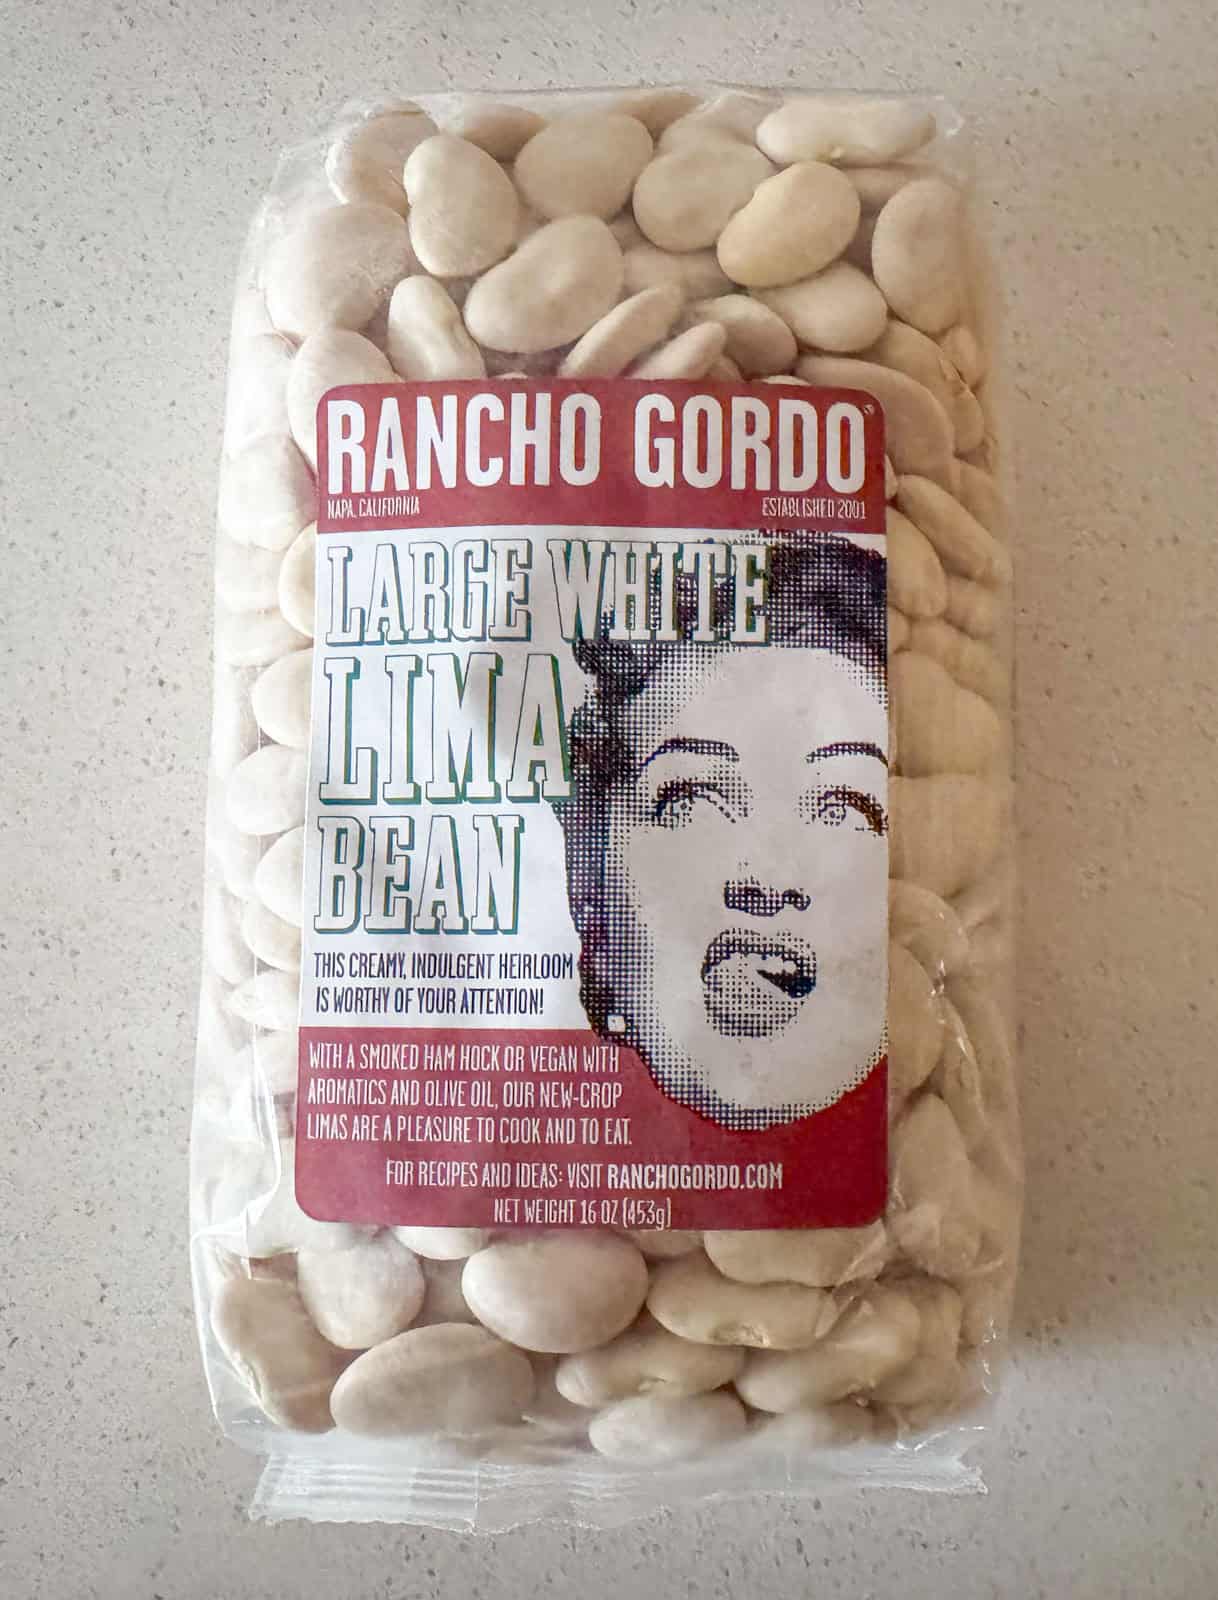 RANCHO GORDO®
NAPA, CALIFORNIA ESTABLISHED 2001
LARGE WHITE
LIMA
BEAN
THIS CREAMY, INDULGENT HEIRLOOM
IS WORTHY OF YOUR ATTENTION!
WITH A SMOKED HAM HOCK OR VEGAN WITH
AROMATICS AND OLIVE OIL, OUR NEW-CROP
LIMAS ARE A PLEASURE TO COOK AND TO EAT.
FOR RECIPES AND IDEAS: VISIT RANCHOGORDO.COM
NET WEIGHT 16 OZ (453g)